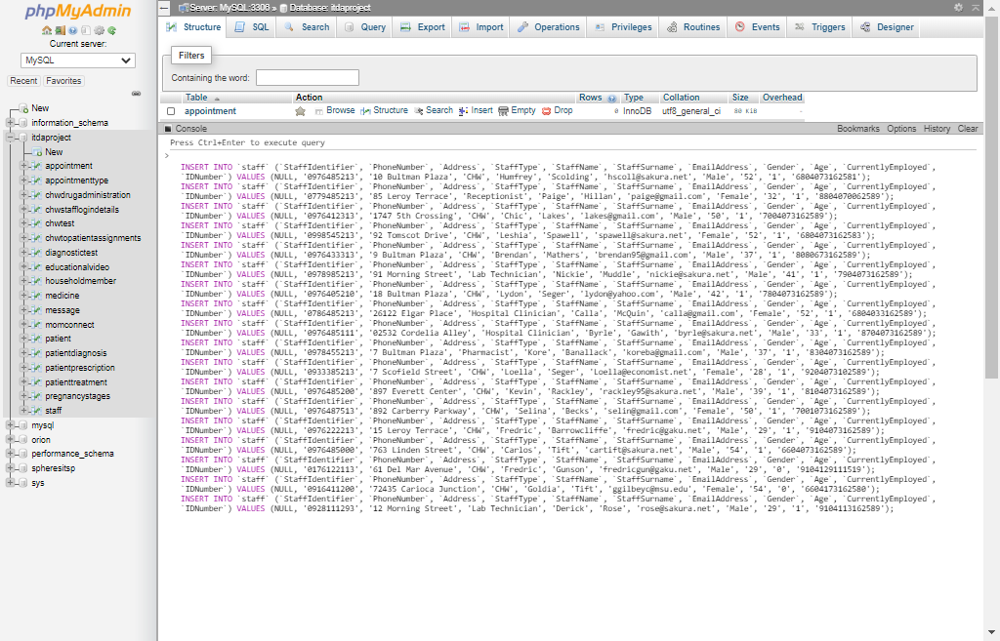 phpMyAdmin
Current server:
MySQL
Recent Favorites
New
information_schema
itdaproject
New
appointment
appointmenttype
chwdrugadministration
chwstafflogindetails
chwtest
chwtopatientassignments
diagnostictest
educationalvideo
householdmember
medicine
message
momconnect
patient
patientdiagnosis
patientprescription
patienttreatment
pregnancystages
staff
mysql
orion
performance_schema
spheresitsp
sys
Server: MySQL:3308 » Database: itdaproject
Structure SQL Search Query Export Import Operations Privileges Routines Events Triggers Designer
Filters
Containing the word:
Table Action Rows Type Collation Size Overhead
appointment Browse Structure Search Insert Empty Drop 0 InnoDB utf8_general_ci 80 KiB -
Console Bookmarks Options History Clear
Press Ctrl+Enter to execute query
>
INSERT INTO `staff` (`StaffIdentifier`, `PhoneNumber`, `Address`, `StaffType`, `StaffName`, `StaffSurname`, `EmailAddress`, `Gender`, `Age`, `CurrentlyEmployed`,
`IDNumber`) VALUES (NULL, '0976485213', '10 Bultman Plaza', 'CHW', 'Humfrey', 'Scolding', 'hscoll@sakura.net', 'Male', '52', '1', '6804073162581');
INSERT INTO `staff` (`StaffIdentifier`, `PhoneNumber`, `Address`, `StaffType`, `StaffName`, `StaffSurname`, `EmailAddress`, `Gender`, `Age`, `CurrentlyEmployed`,
`IDNumber`) VALUES (NULL, '0779485213', '85 Leroy Terrace', 'Receptionist', 'Paige', 'Hillan', 'paige@gmail.com', 'Female', '32', '1', '8804070062589');
INSERT INTO `staff` (`StaffIdentifier`, `PhoneNumber`, `Address`, `StaffType`, `StaffName`, `StaffSurname`, `EmailAddress`, `Gender`, `Age`, `CurrentlyEmployed`,
`IDNumber`) VALUES (NULL, '0976412313', '1747 5th Crossing', 'CHW', 'Chic', 'Lakes', 'lakes@gmail.com', 'Male', '50', '1', '7004073162589');
INSERT INTO `staff` (`StaffIdentifier`, `PhoneNumber`, `Address`, `StaffType`, `StaffName`, `StaffSurname`, `EmailAddress`, `Gender`, `Age`, `CurrentlyEmployed`,
`IDNumber`) VALUES (NULL, '0998545213', '92 Tomscot Drive', 'CHW', 'Leshia', 'Spawell', 'spawell@sakura.net', 'Female', '52', '1', '6804073162583');
INSERT INTO `staff` (`StaffIdentifier`, `PhoneNumber`, `Address`, `StaffType`, `StaffName`, `StaffSurname`, `EmailAddress`, `Gender`, `Age`, `CurrentlyEmployed`,
`IDNumber`) VALUES (NULL, '0976433313', '9 Bultman Plaza', 'CHW', 'Brendan', 'Mathers', 'brendan95@gmail.com', 'Male', '37', '1', '8080673162589');
INSERT INTO `staff` (`StaffIdentifier`, `PhoneNumber`, `Address`, `StaffType`, `StaffName`, `StaffSurname`, `EmailAddress`, `Gender`, `Age`, `CurrentlyEmployed`,
`IDNumber`) VALUES (NULL, '0978985213', '91 Morning Street', 'Lab Technician', 'Nickie', 'Muddle', 'nickie@sakura.net', 'Male', '41', '1', '7904073162589');
INSERT INTO `staff` (`StaffIdentifier`, `PhoneNumber`, `Address`, `StaffType`, `StaffName`, `StaffSurname`, `EmailAddress`, `Gender`, `Age`, `CurrentlyEmployed`,
`IDNumber`) VALUES (NULL, '0976405210', '18 Bultman Plaza', 'CHW', 'Lydon', 'Seger', 'lydon@yahoo.com', 'Male', '42', '1', '7804073162589');
INSERT INTO `staff` (`StaffIdentifier`, `PhoneNumber`, `Address`, `StaffType`, `StaffName`, `StaffSurname`, `EmailAddress`, `Gender`, `Age`, `CurrentlyEmployed`,
`IDNumber`) VALUES (NULL, '0786485213', '26122 Elgar Place', 'Hospital Clinician', 'Calla', 'McQuin', 'calla@gmail.com', 'Female', '52', '1', '6804033162589');
INSERT INTO `staff` (`StaffIdentifier`, `PhoneNumber`, `Address`, `StaffType`, `StaffName`, `StaffSurname`, `EmailAddress`, `Gender`, `Age`, `CurrentlyEmployed`,
`IDNumber`) VALUES (NULL, '0976485111', '02532 Cordelia Alley', 'Hospital Clinician', 'Byrle', 'Gawith', 'byrle@sakura.net', 'Male', '33', '1', '8704073162589');
INSERT INTO `staff` (`StaffIdentifier`, `PhoneNumber`, `Address`, `StaffType`, `StaffName`, `StaffSurname`, `EmailAddress`, `Gender`, `Age`, `CurrentlyEmployed`,
`IDNumber`) VALUES (NULL, '0978455213', '7 Bultman Plaza', 'Pharmacist', 'Kore', 'Banallack', 'koreba@gmail.com', 'Male', '37', '1', '8304073162589');
INSERT INTO `staff` (`StaffIdentifier`, `PhoneNumber`, `Address`, `StaffType`, `StaffName`, `StaffSurname`, `EmailAddress`, `Gender`, `Age`, `CurrentlyEmployed`,
`IDNumber`) VALUES (NULL, '0933385213', '7 Scofield Street', 'CHW', 'Loella', 'Seger', 'Loella@economist.net', 'Female', '28', '1', '9204073102589');
INSERT INTO `staff` (`StaffIdentifier`, `PhoneNumber`, `Address`, `StaffType`, `StaffName`, `StaffSurname`, `EmailAddress`, `Gender`, `Age`, `CurrentlyEmployed`,
`IDNumber`) VALUES (NULL, '0976485200', '897 Everett Center', 'CHW', 'Kevin', 'Rackley', 'rackley95@sakura.net', 'Male', '39', '1', '8104073162589');
INSERT INTO `staff` (`StaffIdentifier`, `PhoneNumber`, `Address`, `StaffType`, `StaffName`, `StaffSurname`, `EmailAddress`, `Gender`, `Age`, `CurrentlyEmployed`,
`IDNumber`) VALUES (NULL, '0976487513', '892 Carberry Parkway', 'CHW', 'Selina', 'Becks', 'selin@gmail.com', 'Female', '50', '1', '7001073162589');
INSERT INTO `staff` (`StaffIdentifier`, `PhoneNumber`, `Address`, `StaffType`, `StaffName`, `StaffSurname`, `EmailAddress`, `Gender`, `Age`, `CurrentlyEmployed`,
`IDNumber`) VALUES (NULL, '0976222213', '15 Leroy Terrace', 'CHW', 'Fredric', 'Barrowcliffe', 'fredric@gaku.net', 'Male', '29', '1', '9104073162589');
INSERT INTO `staff` (`StaffIdentifier`, `PhoneNumber`, `Address`, `StaffType`, `StaffName`, `StaffSurname`, `EmailAddress`, `Gender`, `Age`, `CurrentlyEmployed`,
`IDNumber`) VALUES (NULL, '0976485000', '763 Linden Street', 'CHW', 'Carlos', 'Tift', 'cartift@sakura.net', 'Male', '54', '1', '6604073162589');
INSERT INTO `staff` (`StaffIdentifier`, `PhoneNumber`, `Address`, `StaffType`, `StaffName`, `StaffSurname`, `EmailAddress`, `Gender`, `Age`, `CurrentlyEmployed`,
`IDNumber`) VALUES (NULL, '0176122113', '61 Del Mar Avenue', 'CHW', 'Fredric', 'Gunson', 'fredricgun@gaku.net', 'Male', '29', '0', '9104129111519');
INSERT INTO `staff` (`StaffIdentifier`, `PhoneNumber`, `Address`, `StaffType`, `StaffName`, `StaffSurname`, `EmailAddress`, `Gender`, `Age`, `CurrentlyEmployed`,
`IDNumber`) VALUES (NULL, '0916411200', '72435 Carioca Junction', 'CHW', 'Goldia', 'Tift', 'ggilbeyc@msu.edu', 'Female', '54', '0', '6604173162580');
INSERT INTO `staff` (`StaffIdentifier`, `PhoneNumber`, `Address`, `StaffType`, `StaffName`, `StaffSurname`, `EmailAddress`, `Gender`, `Age`, `CurrentlyEmployed`,
`IDNumber`) VALUES (NULL, '0928111293', '12 Morning Street', 'Lab Technician', 'Derick', 'Rose', 'rose@sakura.net', 'Male', '29', '1', '9104113162589');